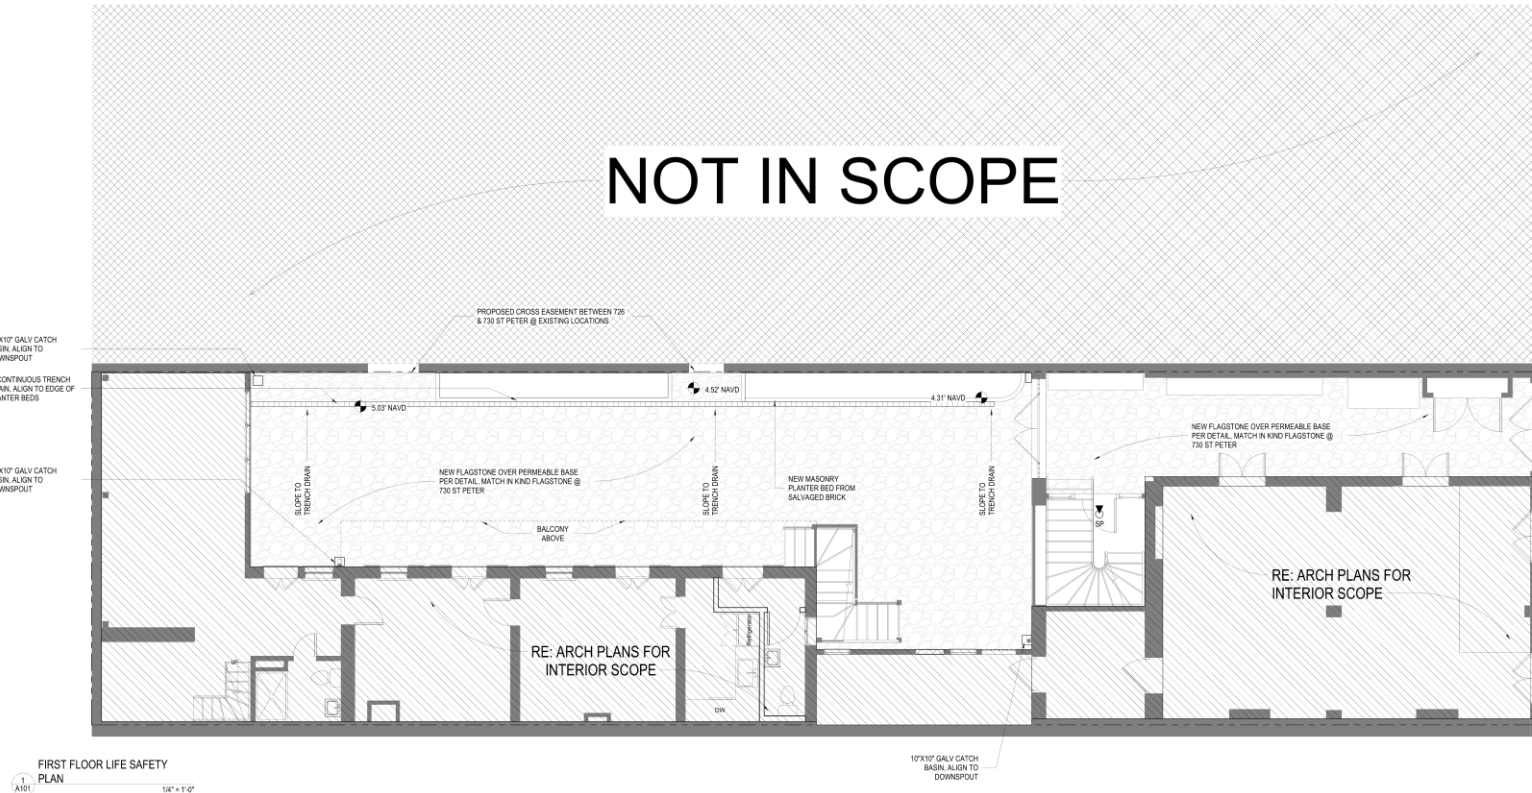 NOT IN SCOPE
PROPOSED CROSS EASEMENT BETWEEN 726
& 730 ST PETER @ EXISTING LOCATIONS
X10" GALV CATCH
SIN, ALIGN TO
WNSPOUT
CONTINUOUS TRENCH
AIN, ALIGN TO EDGE OF
ANTER BEDS
5.03' NAVD
4.52' NAVD
4.31' NAVD
NEW FLAGSTONE OVER PERMEABLE BASE
PER DETAIL, MATCH IN KIND FLAGSTONE @
730 ST PETER
X10" GALV CATCH
SIN, ALIGN TO
WNSPOUT
SLOPE TO
TRENCH DRAIN
NEW FLAGSTONE OVER PERMEABLE BASE
PER DETAIL, MATCH IN KIND FLAGSTONE @
730 ST PETER
SLOPE TO
TRENCH DRAIN
NEW MASONRY
PLANTER BED FROM
SALVAGED BRICK
SLOPE TO
TRENCH DRAIN
SP
BALCONY
ABOVE
RE: ARCH PLANS FOR
INTERIOR SCOPE
Refrigerator
RE: ARCH PLANS FOR
INTERIOR SCOPE
DW
10"X10" GALV CATCH
BASIN, ALIGN TO
DOWNSPOUT
FIRST FLOOR LIFE SAFETY
PLAN
1
A101
1/4" = 1'-0"